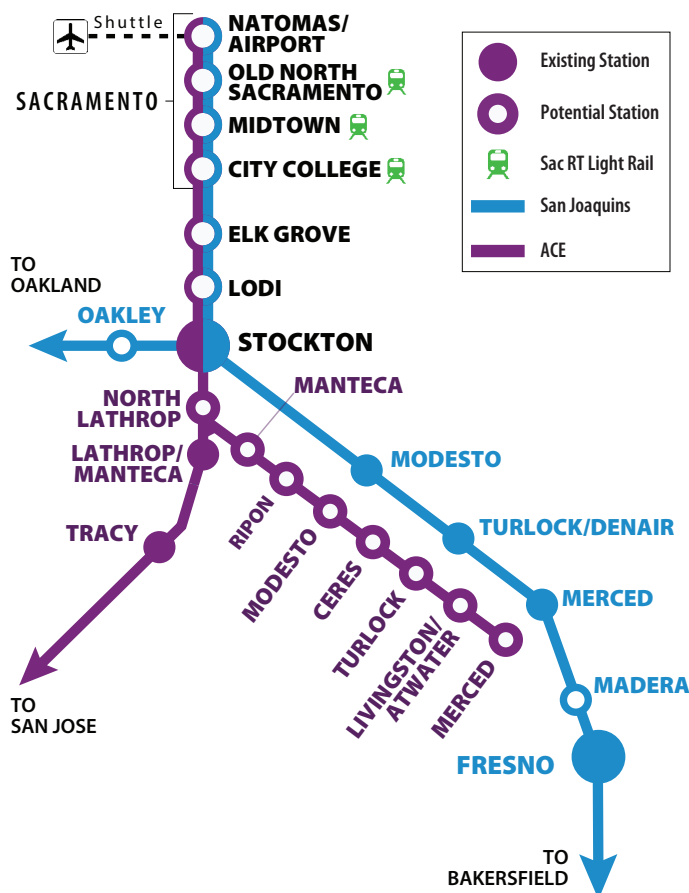 Shuttle
NATOMAS/
AIRPORT
OLD NORTH
SACRAMENTO
SACRAMENTO
MIDTOWN
CITY COLLEGE
ELK GROVE
LODI
TO
OAKLAND
OAKLEY
STOCKTON
Existing Station
Potential Station
Sac RT Light Rail
San Joaquins
ACE
NORTH
LATHROP
MANTECA
LATHROP/
MANTECA
TRACY
TO
SAN JOSE
RIPON
MODESTO
CERES
TURLOCK
LIVINGSTON/
ATWATER
MERCED
MODESTO
TURLOCK/DENAIR
MERCED
MADERA
FRESNO
TO
BAKERSFIELD